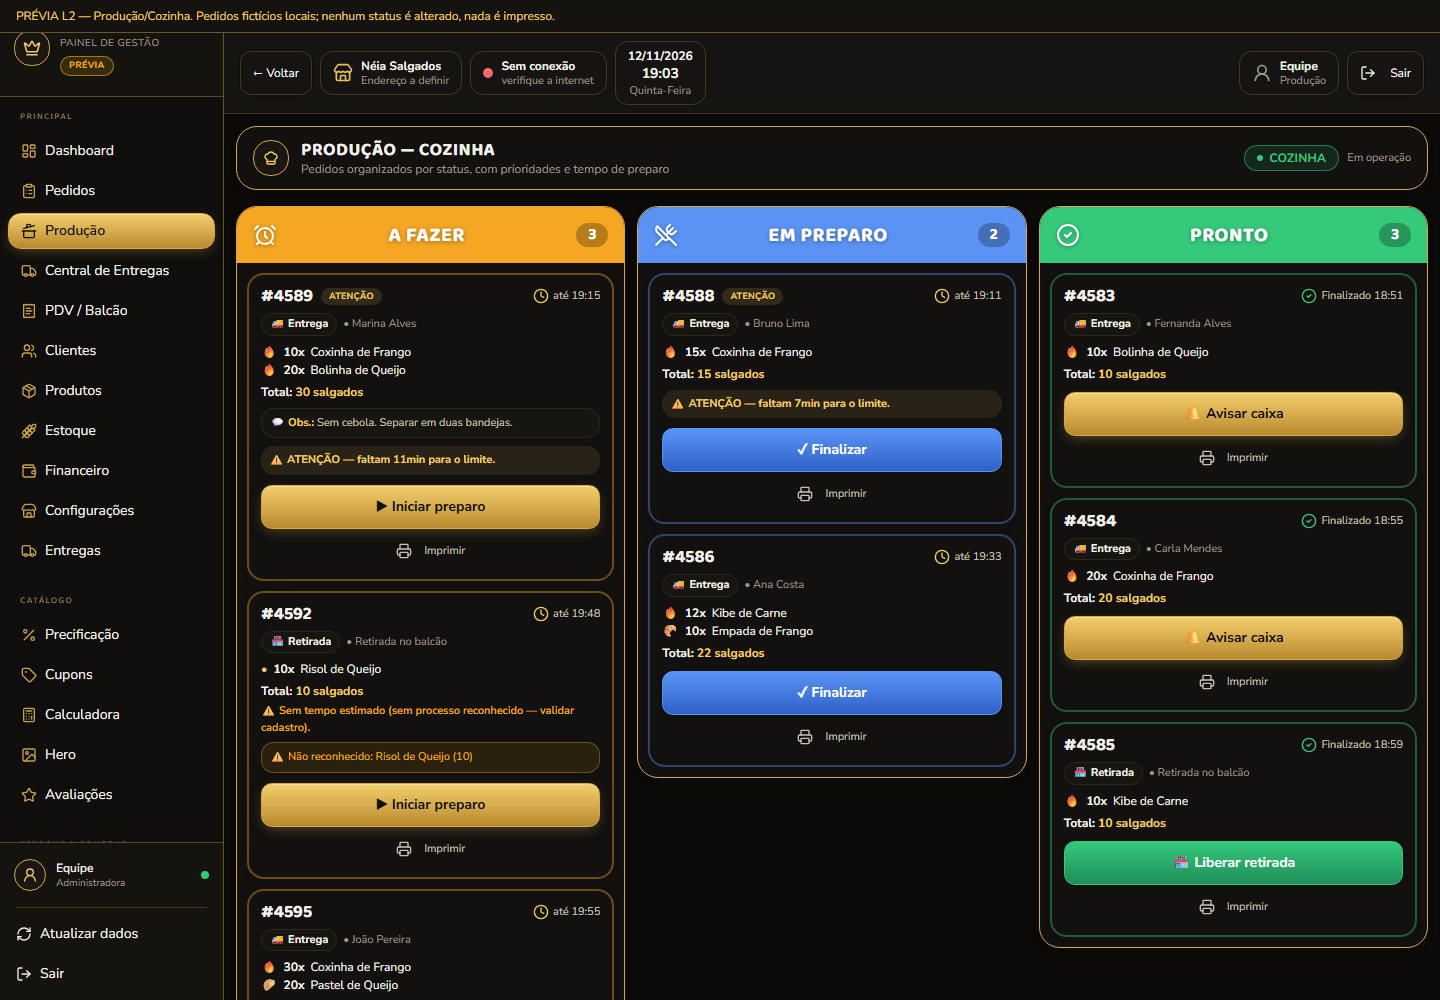 PRÉVIA L2 — Produção/Cozinha. Pedidos fictícios locais; nenhum status é alterado, nada é impresso.
PAINEL DE GESTÃO
PRÉVIA
PRINCIPAL
Dashboard
Pedidos
Produção
Central de Entregas
PDV / Balcão
Clientes
Produtos
Estoque
Financeiro
Configurações
Entregas
CATÁLOGO
Precificação
Cupons
Calculadora
Hero
Avaliações
Equipe
Administradora
Atualizar dados
Sair
← Voltar
Néia Salgados
Endereço a definir
Sem conexão
verifique a internet
12/11/2026
19:03
Quinta-Feira
Equipe
Produção
Sair
PRODUÇÃO — COZINHA
Pedidos organizados por status, com prioridades e tempo de preparo
COZINHA
Em operação
A FAZER
3
#4589 ATENÇÃO até 19:15
Entrega • Marina Alves
10x Coxinha de Frango
20x Bolinha de Queijo
Total: 30 salgados
Obs.: Sem cebola. Separar em duas bandejas.
⚠ ATENÇÃO — faltam 11min para o limite.
▶ Iniciar preparo
Imprimir
#4592 até 19:48
Retirada • Retirada no balcão
• 10x Risol de Queijo
Total: 10 salgados
⚠ Sem tempo estimado (sem processo reconhecido — validar
cadastro).
⚠ Não reconhecido: Risol de Queijo (10)
▶ Iniciar preparo
Imprimir
#4595 até 19:55
Entrega • João Pereira
30x Coxinha de Frango
20x Pastel de Queijo
EM PREPARO
2
#4588 ATENÇÃO até 19:11
Entrega • Bruno Lima
15x Coxinha de Frango
Total: 15 salgados
⚠ ATENÇÃO — faltam 7min para o limite.
✓ Finalizar
Imprimir
#4586 até 19:33
Entrega • Ana Costa
12x Kibe de Carne
10x Empada de Frango
Total: 22 salgados
✓ Finalizar
Imprimir
PRONTO
3
#4583 Finalizado 18:51
Entrega • Fernanda Alves
10x Bolinha de Queijo
Total: 10 salgados
Avisar caixa
Imprimir
#4584 Finalizado 18:55
Entrega • Carla Mendes
20x Coxinha de Frango
Total: 20 salgados
Avisar caixa
Imprimir
#4585 Finalizado 18:59
Retirada • Retirada no balcão
10x Kibe de Carne
Total: 10 salgados
Liberar retirada
Imprimir